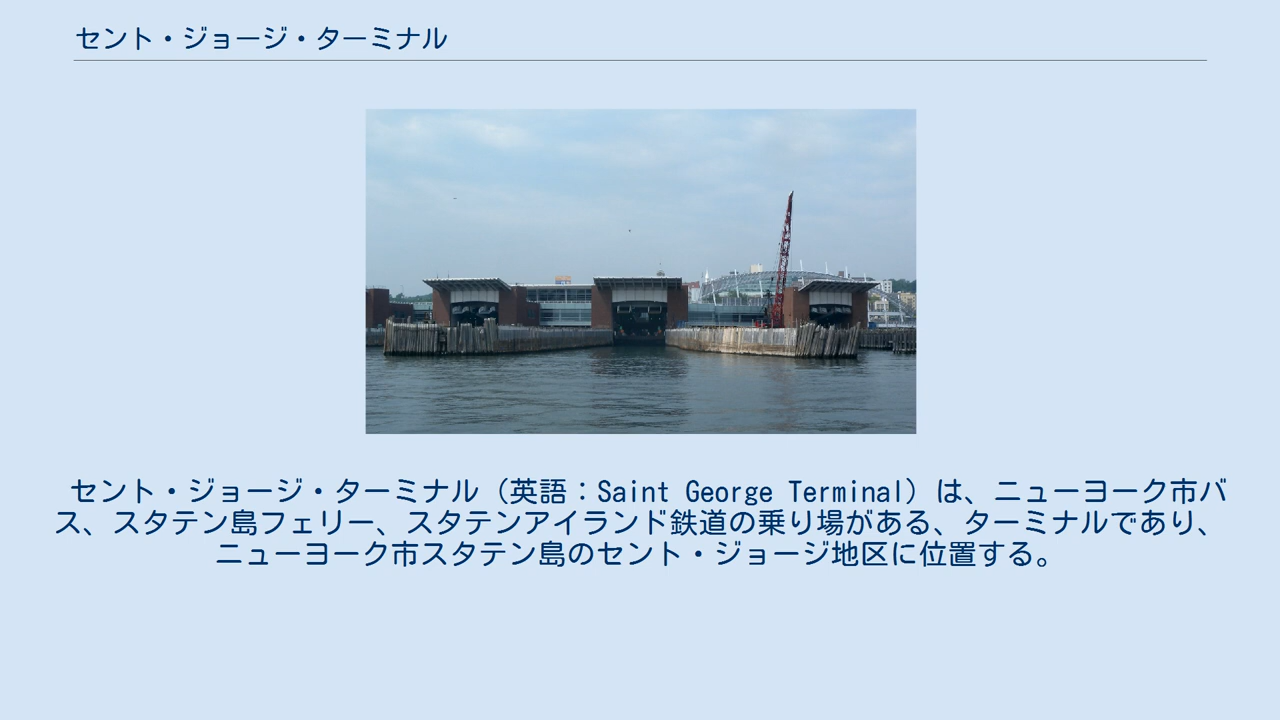 セント・ジョージ・ターミナル
セント・ジョージ・ターミナル（英語：Saint George Terminal）は、ニューヨーク市バ
ス、スタテン島フェリー、スタテンアイランド鉄道の乗り場がある、ターミナルであり、
ニューヨーク市スタテン島のセント・ジョージ地区に位置する。